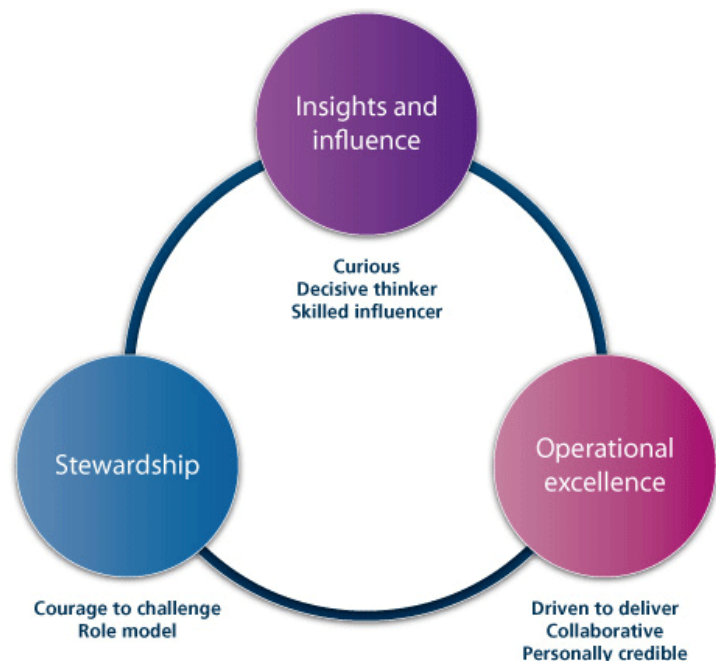 Insights and
influence
Curious
Decisive thinker
Skilled influencer
Stewardship
Courage to challenge
Role model
Operational
excellence
Driven to deliver
Collaborative
Personally credible